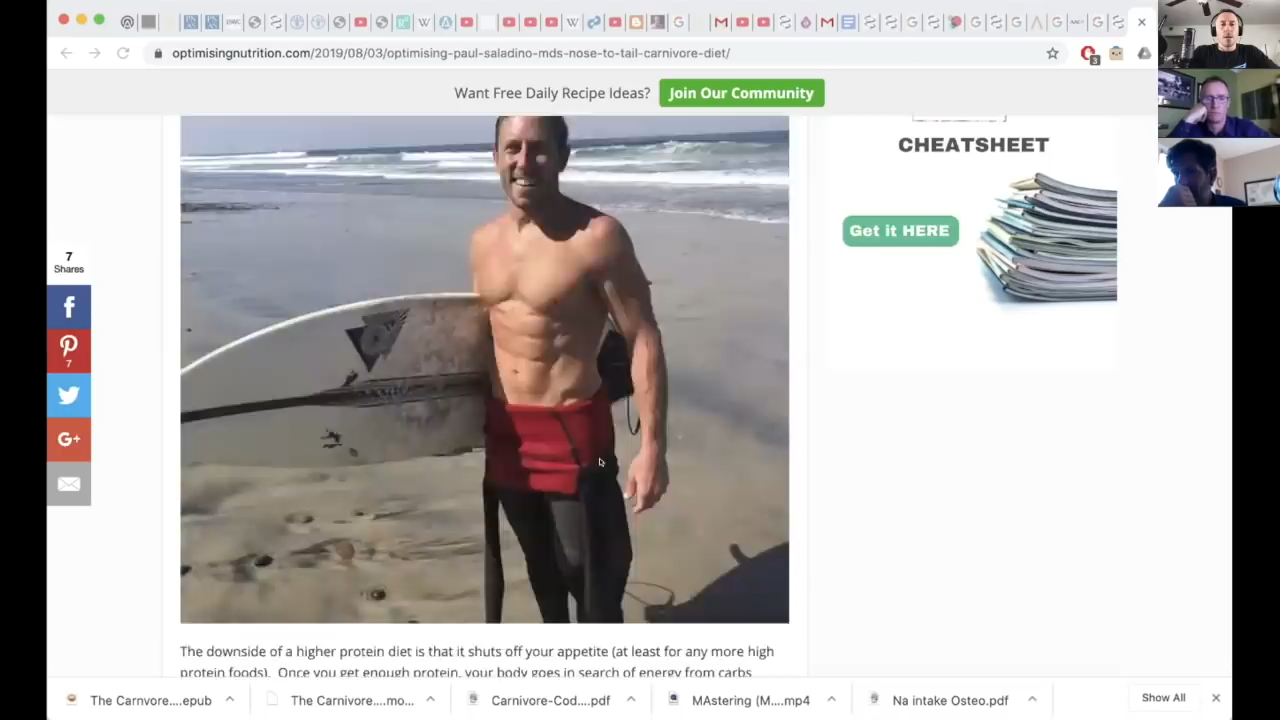 optimisingnutrition.com/2019/08/03/optimising-paul-saladino-mds-nose-to-tail-carnivore-diet/
3
Want Free Daily Recipe Ideas?
Join Our Community
CHEATSHEET
Get it HERE
7
Shares
7
G+
The downside of a higher protein diet is that it shuts off your appetite (at least for any more high
protein foods). Once you get enough protein, your body goes in search of energy from carbs
The Carnvore....epub
The Carnivore....mo...
Carnivore-Cod....pdf
MAstering (M....mp4
Na intake Osteo.pdf
Show All